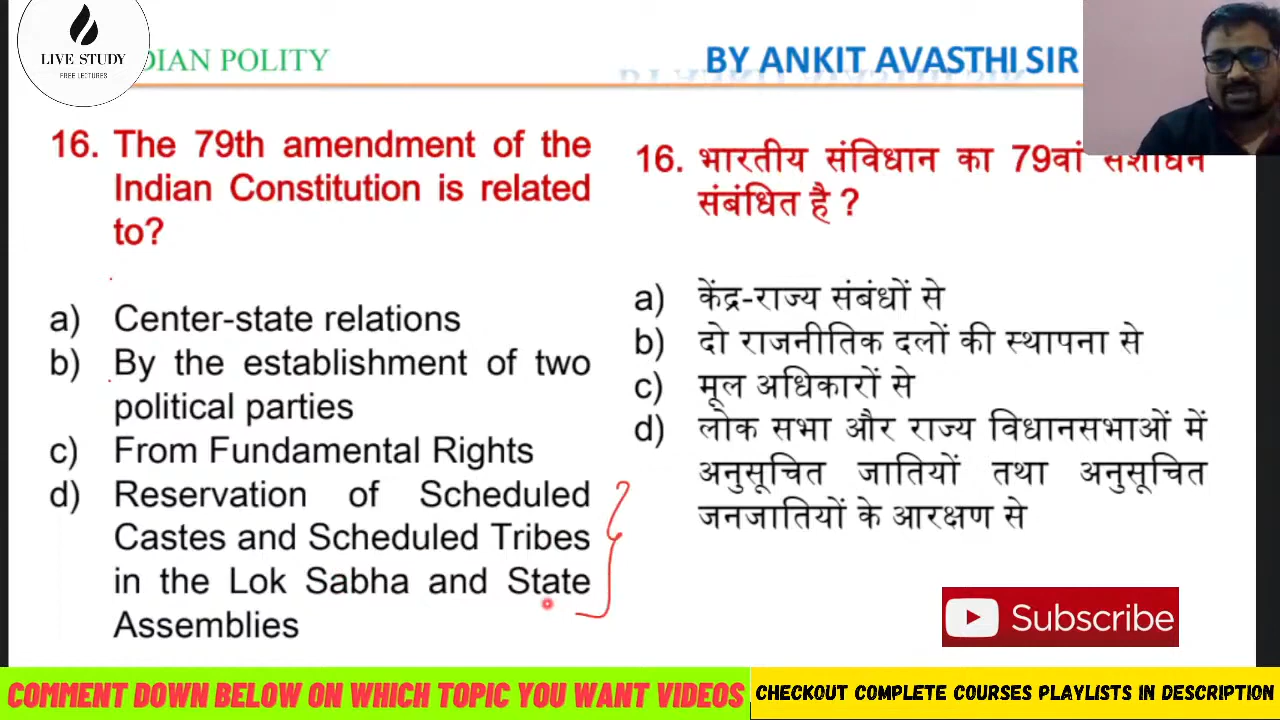 LIVE STUDY
FREE LECTURES
DIAN POLITY
BY ANKIT AVASTHI SIR
16. The 79th amendment of the
Indian Constitution is related
to?
a) Center-state relations
b) By the establishment of two
political parties
c) From Fundamental Rights
d) Reservation of Scheduled
Castes and Scheduled Tribes
in the Lok Sabha and State
Assemblies
16. भारतीय संविधान का 79वां संशोधन
संबंधित है ?
a) केंद्र-राज्य संबंधों से
b) दो राजनीतिक दलों की स्थापना से
c) मूल अधिकारों से
d) लोक सभा और राज्य विधानसभाओं में
अनुसूचित जातियों तथा अनुसूचित
जनजातियों के आरक्षण से
Subscribe
COMMENT DOWN BELOW ON WHICH TOPIC YOU WANT VIDEOS
CHECKOUT COMPLETE COURSES PLAYLISTS IN DESCRIPTION